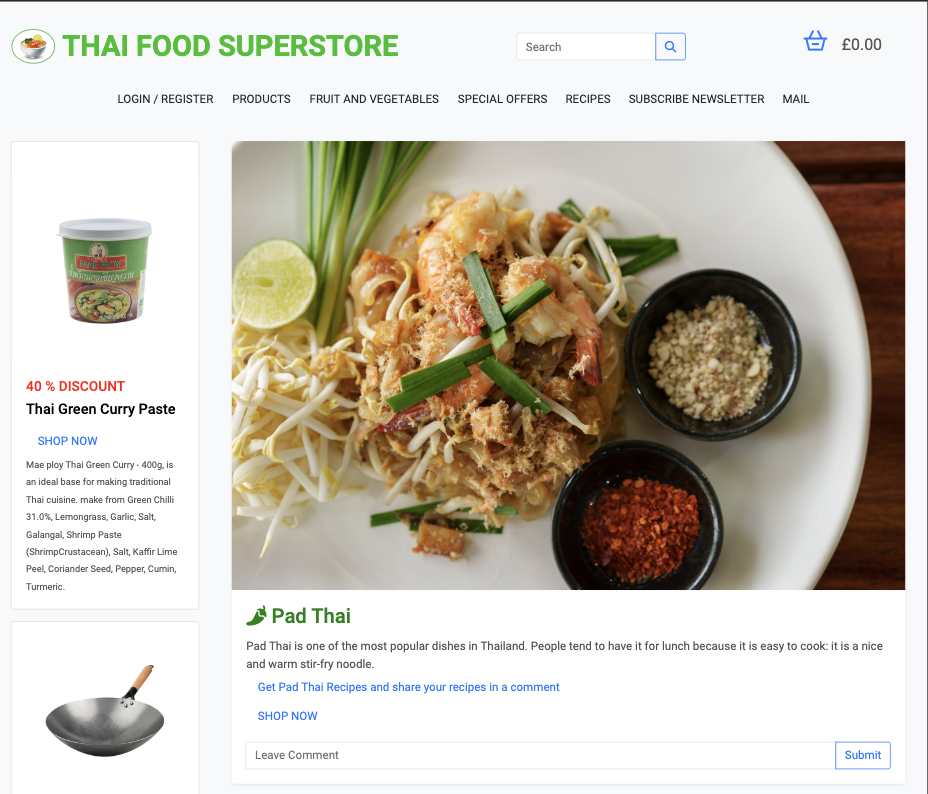 THAI FOOD SUPERSTORE
Search
£0.00
LOGIN / REGISTER PRODUCTS FRUIT AND VEGETABLES SPECIAL OFFERS RECIPES SUBSCRIBE NEWSLETTER MAIL
40 % DISCOUNT
Thai Green Curry Paste
SHOP NOW
Mae ploy Thai Green Curry - 400g, is
an ideal base for making traditional
Thai cuisine. make from Green Chilli
31.0%, Lemongrass, Garlic, Salt,
Galangal, Shrimp Paste
(ShrimpCrustacean), Salt, Kaffir Lime
Peel, Coriander Seed, Pepper, Cumin,
Turmeric.
Pad Thai
Pad Thai is one of the most popular dishes in Thailand. People tend to have it for lunch because it is easy to cook: it is a nice
and warm stir-fry noodle.
Get Pad Thai Recipes and share your recipes in a comment
SHOP NOW
Leave Comment
Submit